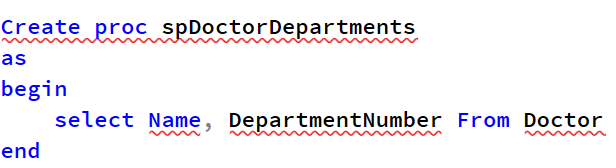 Create proc spDoctorDepartments
as
begin
    select Name, DepartmentNumber From Doctor
end